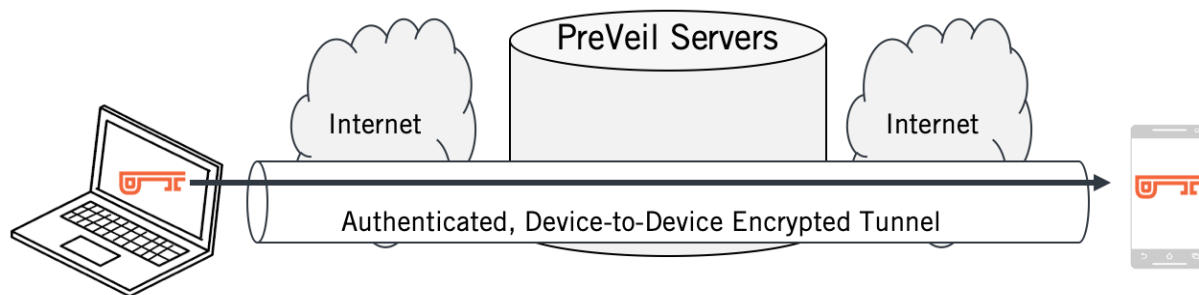 PreVeil Servers
Internet
Internet
Authenticated, Device-to-Device Encrypted Tunnel